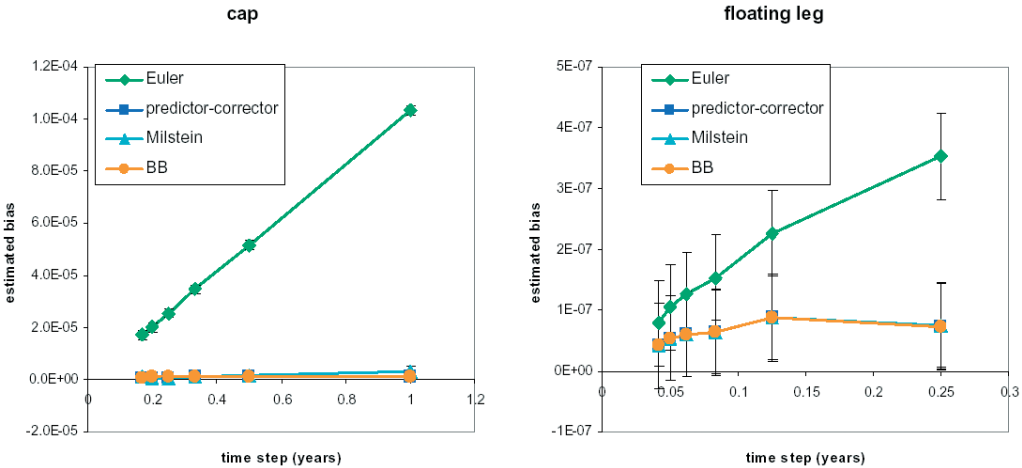 cap
1.2E-04
1.0E-04
8.0E-05
6.0E-05
4.0E-05
2.0E-05
0.0E+00
-2.0E-05
estimated bias
Euler
predictor-corrector
Milstein
BB
0 0.2 0.4 0.6 0.8 1 1.2
time step (years)
floating leg
5E-07
4E-07
3E-07
2E-07
1E-07
0E+00
-1E-07
estimated bias
Euler
predictor-corrector
Milstein
BB
0 0.05 0.1 0.15 0.2 0.25 0.3
time step (years)